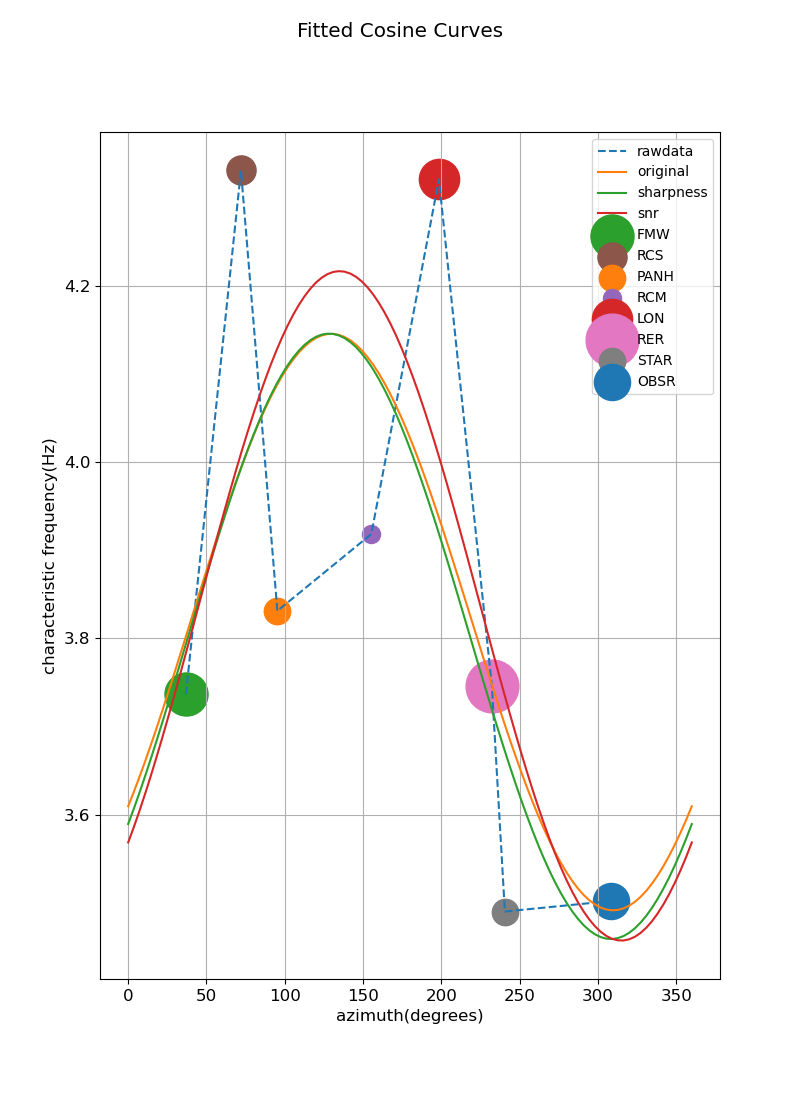 Fitted Cosine Curves
rawdata
original
sharpness
snr
FMW
RCS
PANH
RCM
LON
RER
STAR
OBSR
4.2
4.0
3.8
3.6
characteristic frequency(Hz)
0 50 100 150 200 250 300 350
azimuth(degrees)